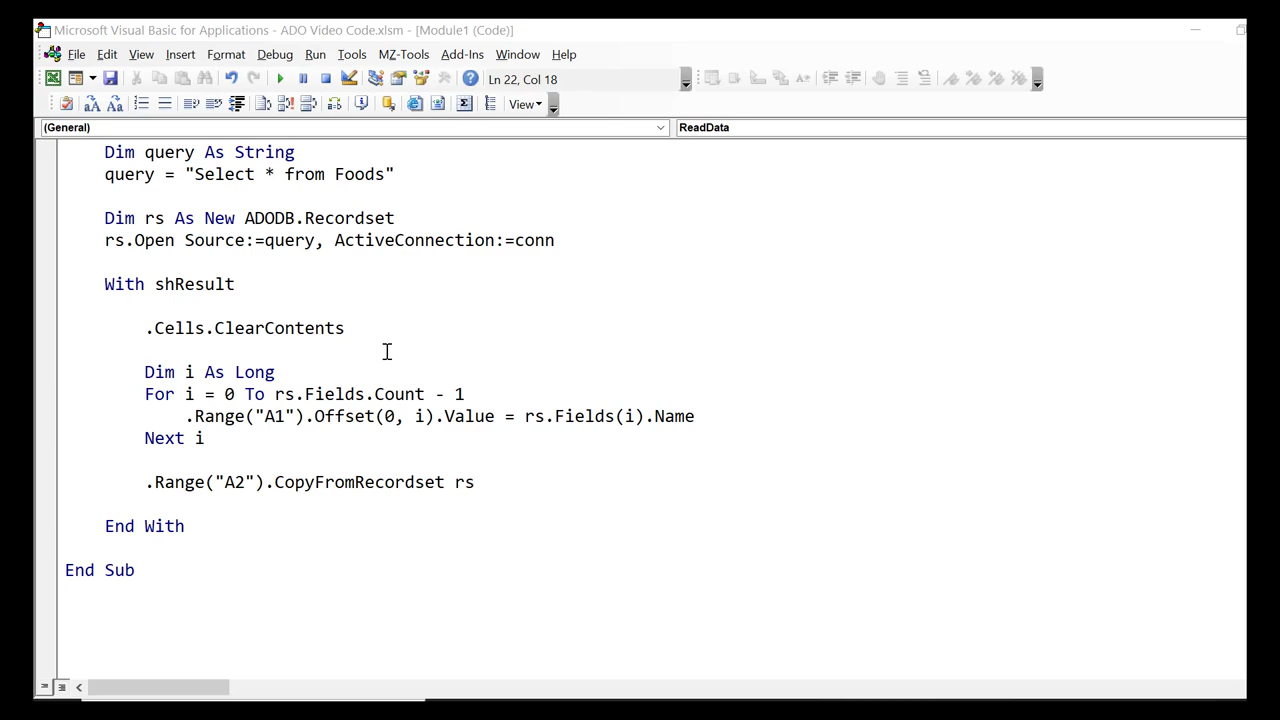 Microsoft Visual Basic for Applications - ADO Video Code.xlsm - [Module1 (Code)]
File Edit View Insert Format Debug Run Tools MZ-Tools Add-Ins Window Help
Ln 22, Col 18
View
(General) ReadData
Dim query As String
query = "Select * from Foods"
Dim rs As New ADODB.Recordset
rs.Open Source:=query, ActiveConnection:=conn
With shResult
.Cells.ClearContents
Dim i As Long
For i = 0 To rs.Fields.Count - 1
.Range("A1").Offset(0, i).Value = rs.Fields(i).Name
Next i
.Range("A2").CopyFromRecordset rs
End With
End Sub